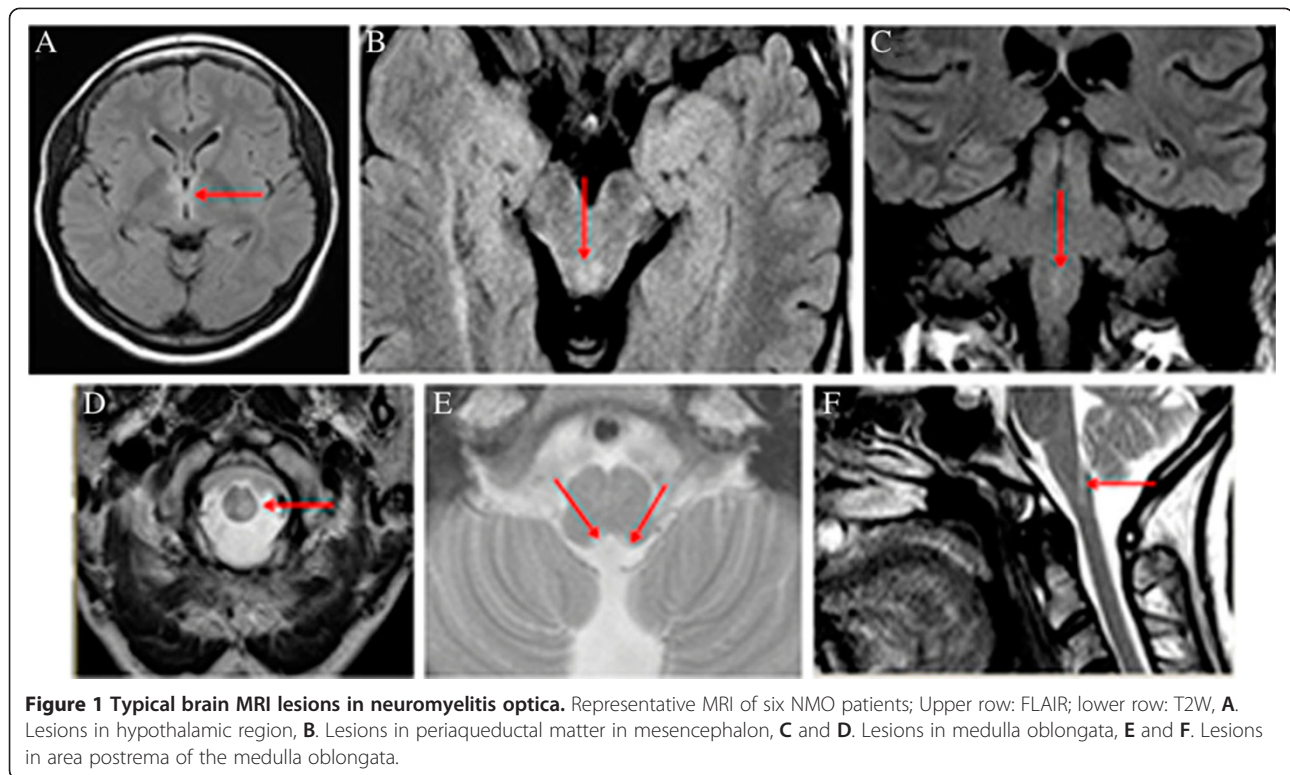 A
B
C
D
E
F
Figure 1 Typical brain MRI lesions in neuromyelitis optica. Representative MRI of six NMO patients; Upper row: FLAIR; lower row: T2W, A.
Lesions in hypothalamic region, B. Lesions in periaqueductal matter in mesencephalon, C and D. Lesions in medulla oblongata, E and F. Lesions
in area postrema of the medulla oblongata.